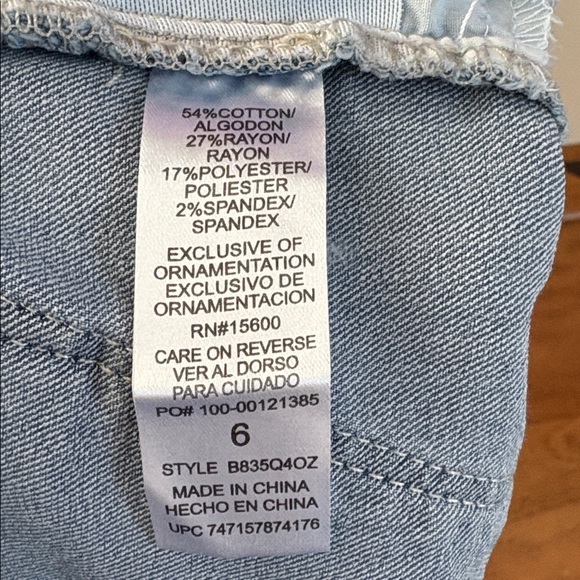 54%COTTON/
ALGODON
27%RAYON/
RAYON
17%POLYESTER/
POLIESTER
2%SPANDEX/
SPANDEX
EXCLUSIVE OF
ORNAMENTATION
EXCLUSIVO DE
ORNAMENTACION
RN#15600
CARE ON REVERSE
VER AL DORSO
PARA CUIDADO
PO# 100-00121385
6
STYLE B835Q4OZ
MADE IN CHINA
HECHO EN CHINA
UPC 747157874176